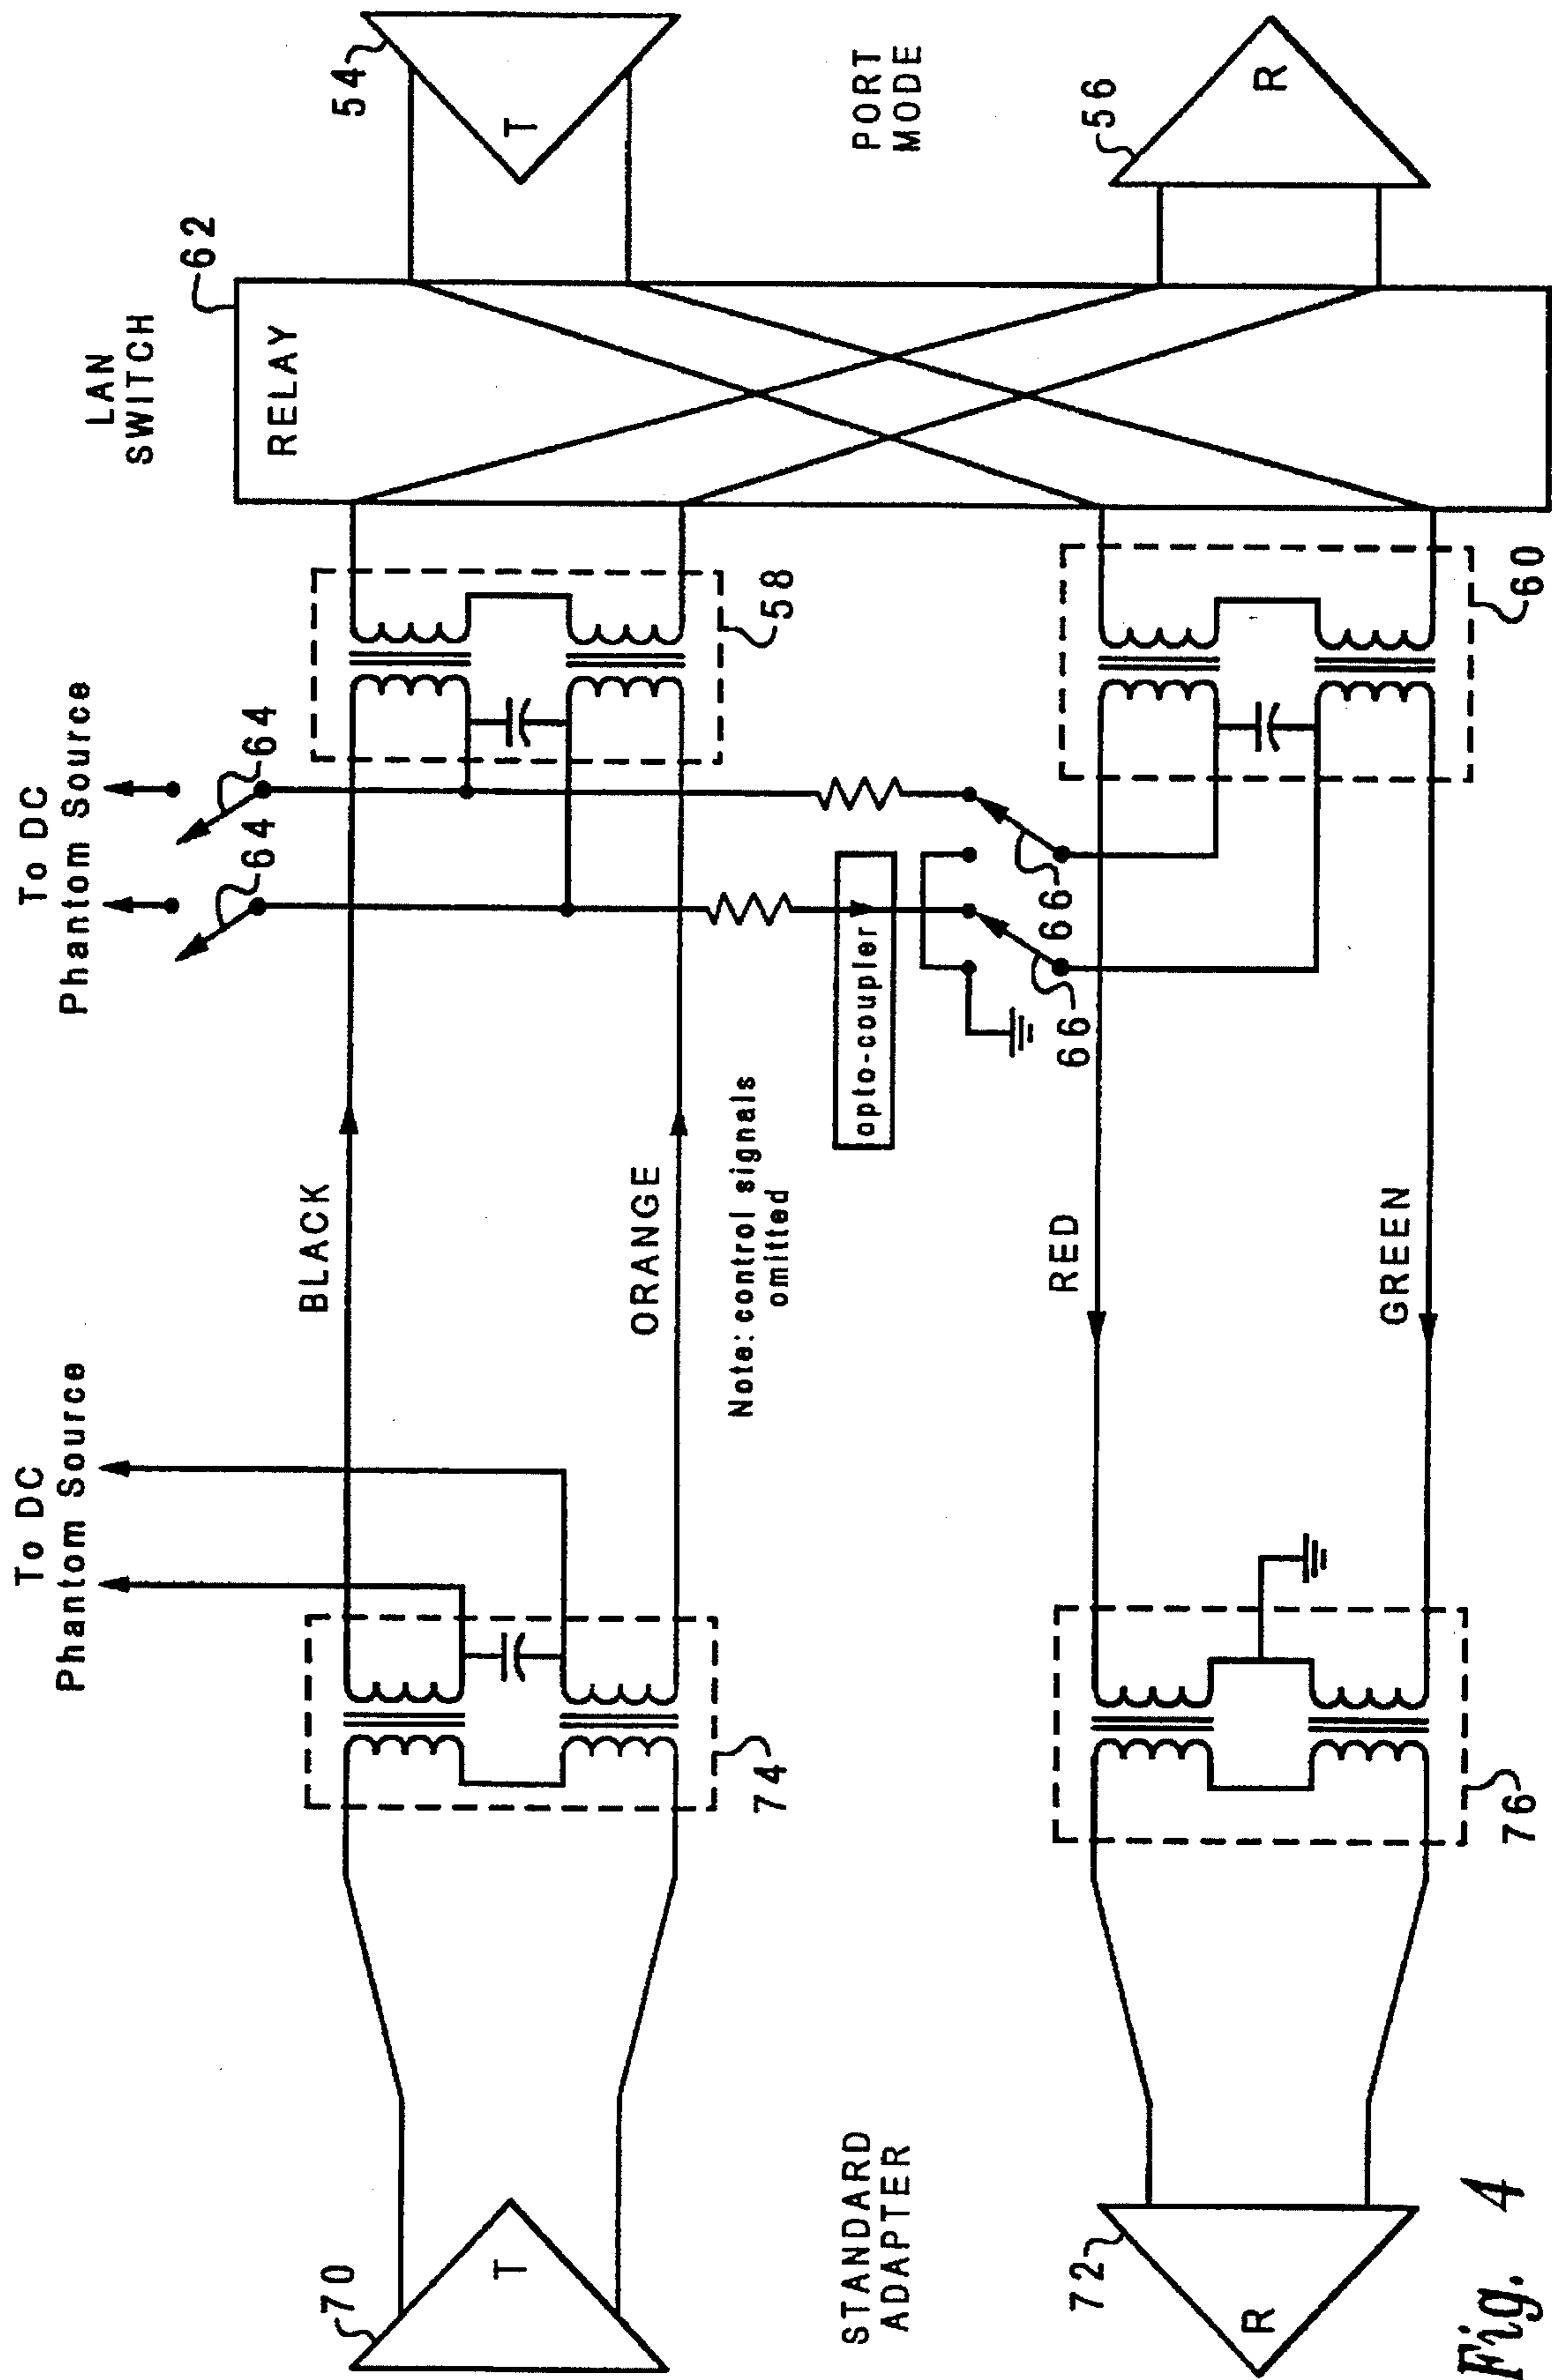 To DC
Phantom Source
To DC
Phantom Source
LAN
SWITCH
62
RELAY
64
64
54
T
70
T
74
BLACK
58
ORANGE
Note: control signals
omitted
opto-coupler
STANDARD
ADAPTER
PORT
MODE
66
66
RED
56
R
72
R
76
GREEN
60
Fig. 4